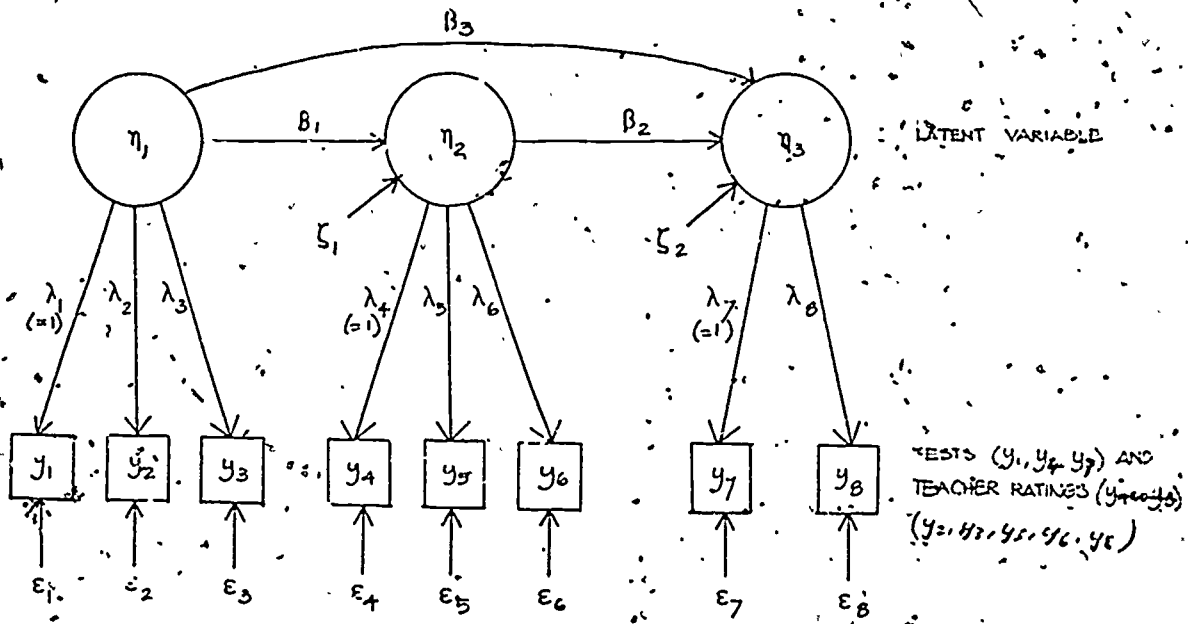 β3
η1 β1 η2 β2 η3 : LATENT VARIABLE
ζ1 ζ2
λ1 λ2 λ3 λ4 λ5 λ6 λ7 λ8
(=1) (=1) (=1)
y1 y2 y3 y4 y5 y6 y7 y8
TESTS (y1, y4, y7) AND
TEACHER RATINGS
(y2, y3, y5, y6, y8)
ε1 ε2 ε3 ε4 ε5 ε6 ε7 ε8